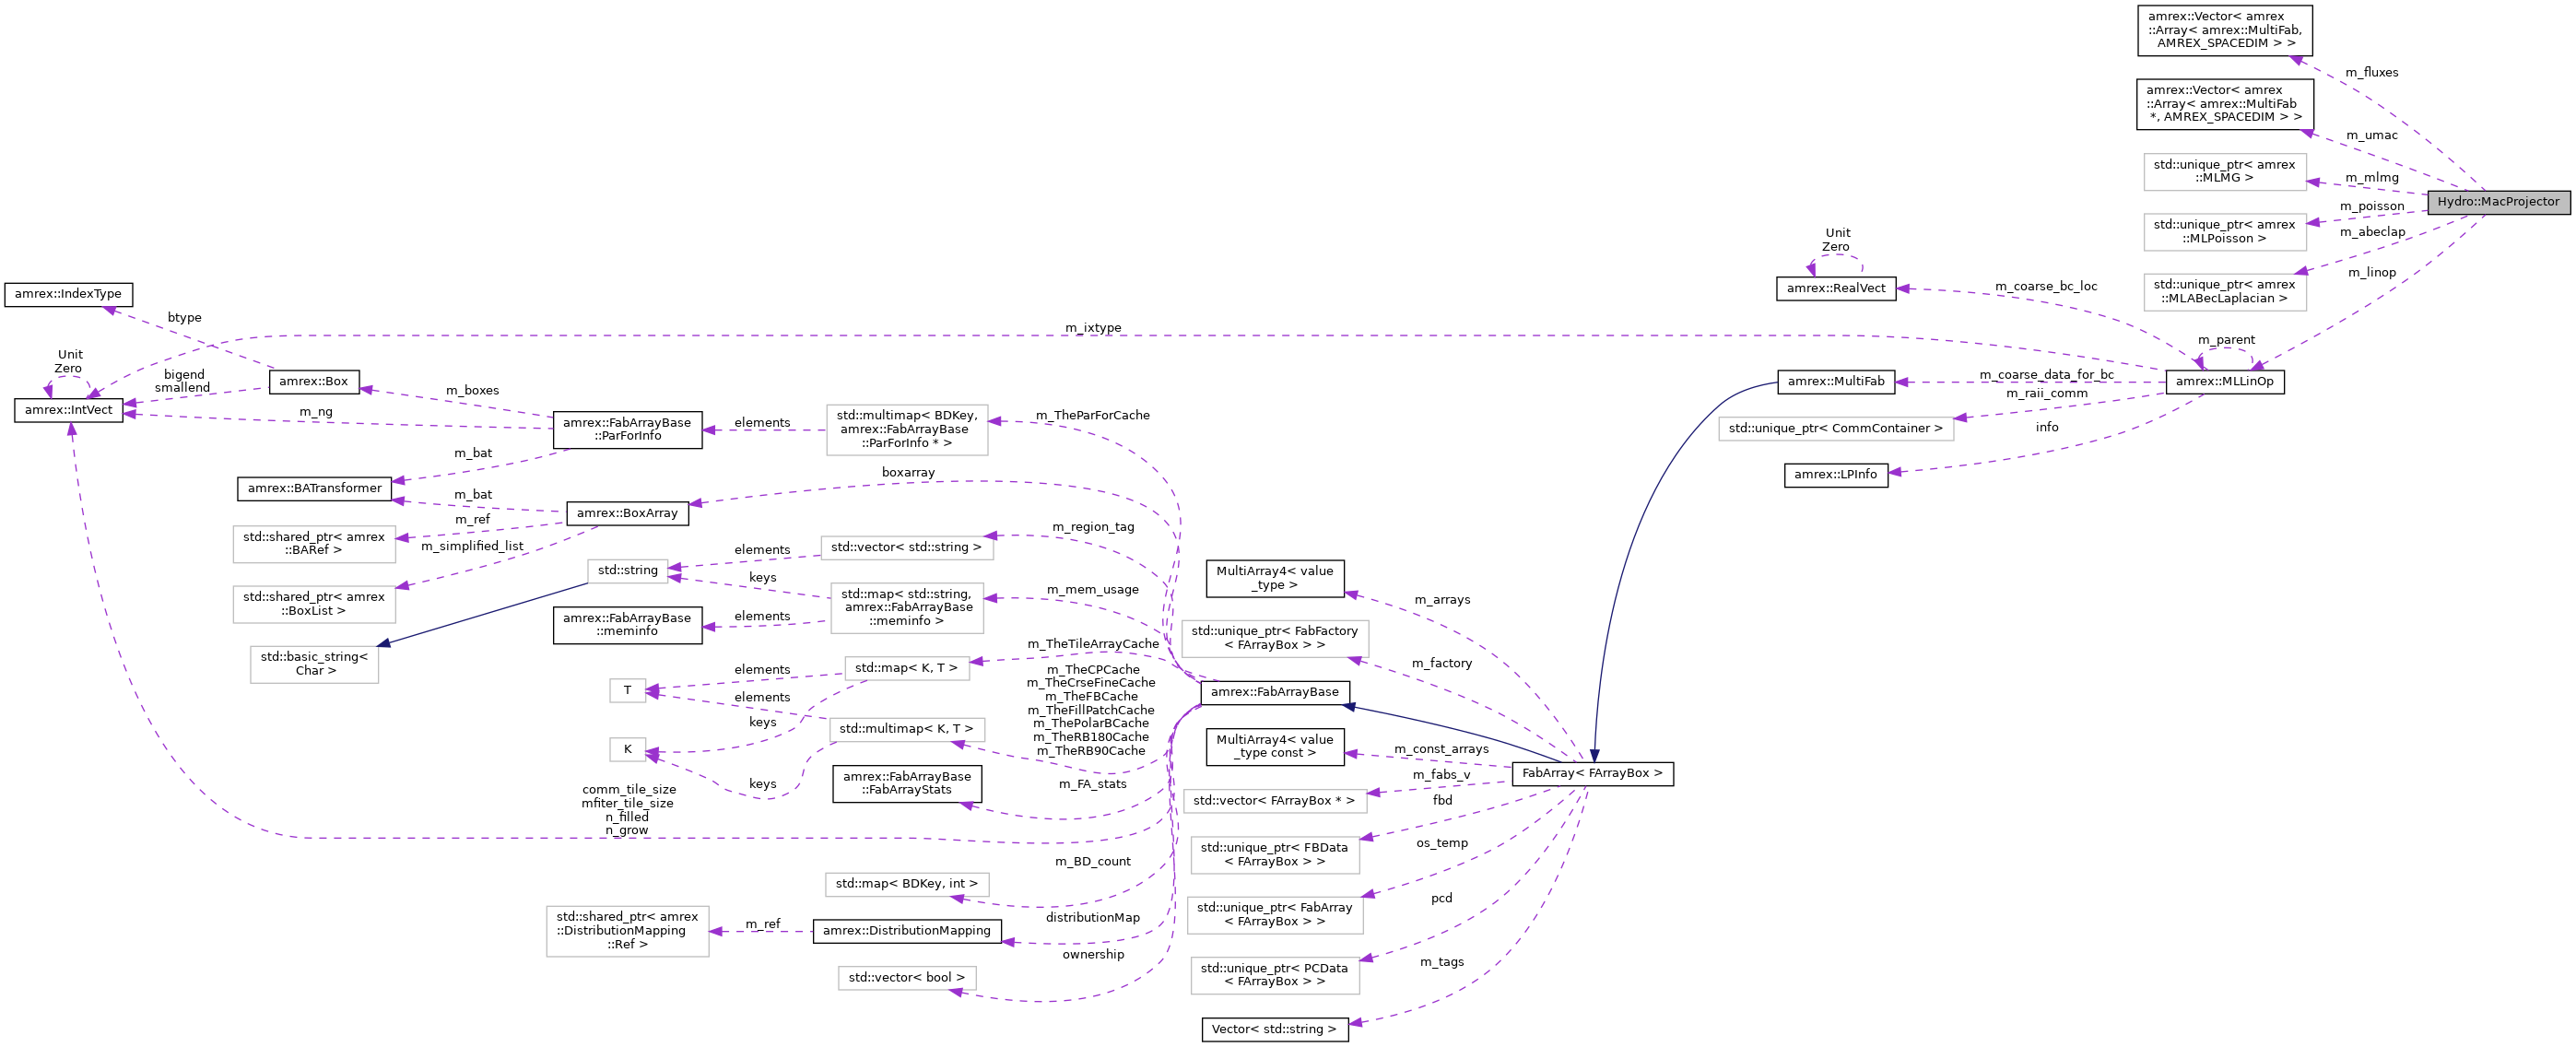 amrex::Vector< amrex
::Array< amrex::MultiFab,
AMREX_SPACEDIM > >
m_fluxes
amrex::Vector< amrex
::Array< amrex::MultiFab
*, AMREX_SPACEDIM > >
m_umac
std::unique_ptr< amrex
::MLMG >
m_mlmg
Hydro::MacProjector
std::unique_ptr< amrex
::MLPoisson >
m_poisson
m_abeclap
std::unique_ptr< amrex
::MLABecLaplacian >
m_linop
Unit
Zero
amrex::RealVect
m_coarse_bc_loc
amrex::IndexType
btype
m_ixtype
m_parent
amrex::MLLinOp
Unit
Zero
amrex::IntVect
bigend
smallend
amrex::Box
m_boxes
m_ng
amrex::FabArrayBase
::ParForInfo
elements
std::multimap< BDKey,
amrex::FabArrayBase
::ParForInfo * >
m_TheParForCache
amrex::MultiFab
m_coarse_data_for_bc
m_raii_comm
std::unique_ptr< CommContainer >
info
amrex::LPInfo
m_bat
amrex::BATransformer
m_bat
boxarray
amrex::BoxArray
m_ref
std::shared_ptr< amrex
::BARef >
m_simplified_list
std::shared_ptr< amrex
::BoxList >
m_region_tag
std::vector< std::string >
elements
std::string
keys
std::map< std::string,
amrex::FabArrayBase
::meminfo >
m_mem_usage
elements
amrex::FabArrayBase
::meminfo
std::basic_string<
Char >
MultiArray4< value
_type >
m_arrays
std::unique_ptr< FabFactory
< FArrayBox > >
m_factory
m_TheTileArrayCache
std::map< K, T >
elements
T
elements
keys
K
keys
std::multimap< K, T >
m_TheCPCache
m_TheCrseFineCache
m_TheFBCache
m_TheFillPatchCache
m_ThePolarBCache
m_TheRB180Cache
m_TheRB90Cache
amrex::FabArrayBase
MultiArray4< value
_type const >
m_const_arrays
FabArray< FArrayBox >
amrex::FabArrayBase
::FabArrayStats
m_FA_stats
std::vector< FArrayBox * >
m_fabs_v
fbd
comm_tile_size
mfiter_tile_size
n_filled
n_grow
std::unique_ptr< FBData
< FArrayBox > >
os_temp
m_BD_count
std::map< BDKey, int >
std::unique_ptr< FabArray
< FArrayBox > >
pcd
std::shared_ptr< amrex
::DistributionMapping
::Ref >
m_ref
amrex::DistributionMapping
distributionMap
ownership
std::vector< bool >
std::unique_ptr< PCData
< FArrayBox > >
m_tags
Vector< std::string >